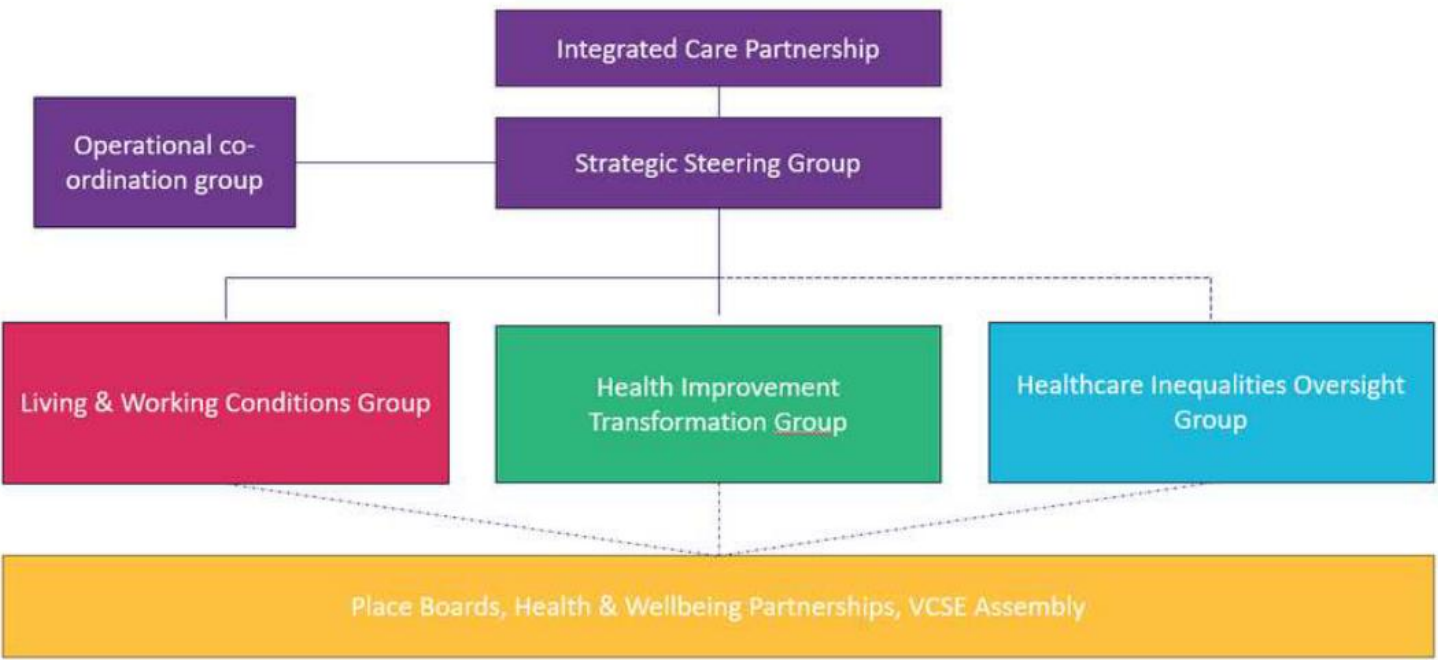 Integrated Care Partnership
Operational co-
ordination group
Strategic Steering Group
Living & Working Conditions Group
Health Improvement
Transformation Group
Healthcare Inequalities Oversight
Group
Place Boards, Health & Wellbeing Partnerships, VCSE Assembly